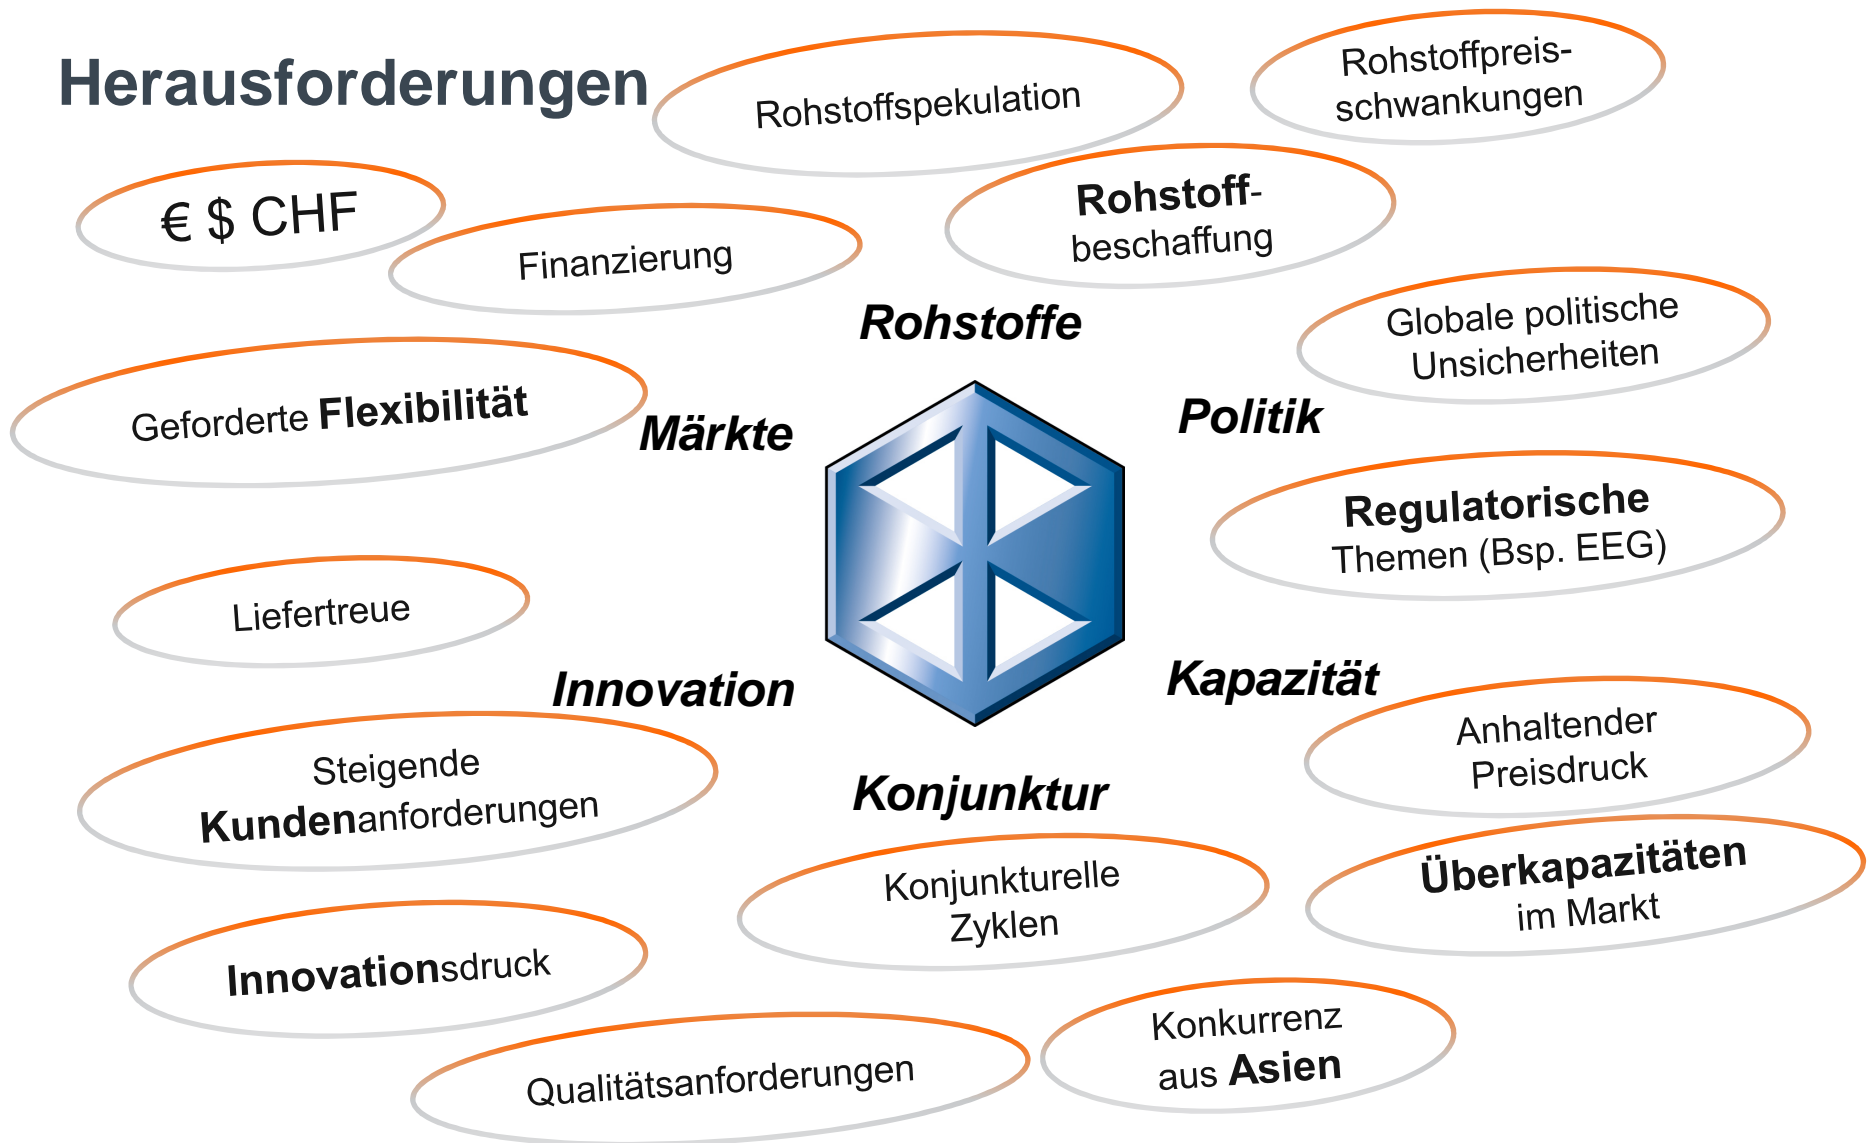 Herausforderungen
Rohstoffspekulation
Rohstoffpreis-
schwankungen
€ $ CHF
Finanzierung
Rohstoff-
beschaffung
Rohstoffe
Globale politische
Unsicherheiten
Geforderte Flexibilität
Märkte
Politik
Regulatorische
Themen (Bsp. EEG)
Liefertreue
Innovation
Kapazität
Steigende
Kundenanforderungen
Konjunktur
Anhaltender
Preisdruck
Konjunkturelle
Zyklen
Überkapazitäten
im Markt
Innovationsdruck
Qualitätsanforderungen
Konkurrenz
aus Asien